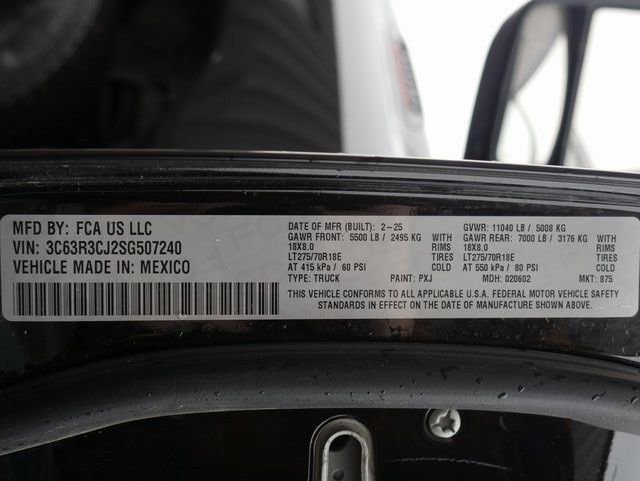 MFD BY: FCA US LLC
VIN: 3C63R3CJ2SG507240
VEHICLE MADE IN: MEXICO
DATE OF MFR (BUILT): 2-25 GVWR: 11040 LB / 5008 KG
GAWR FRONT: 5500 LB / 2495 KG WITH GAWR REAR: 7000 LB / 3176 KG WITH
18X8.0 RIMS 18X8.0 RIMS
LT275/70R18E TIRES LT275/70R18E TIRES
AT 415 kPa / 60 PSI COLD AT 550 kPa / 80 PSI COLD
TYPE: TRUCK PAINT: PXJ MDH: 020602 MKT: 875
THIS VEHICLE CONFORMS TO ALL APPLICABLE U.S.A. FEDERAL MOTOR VEHICLE SAFETY
STANDARDS IN EFFECT ON THE DATE OF MANUFACTURE SHOWN ABOVE.